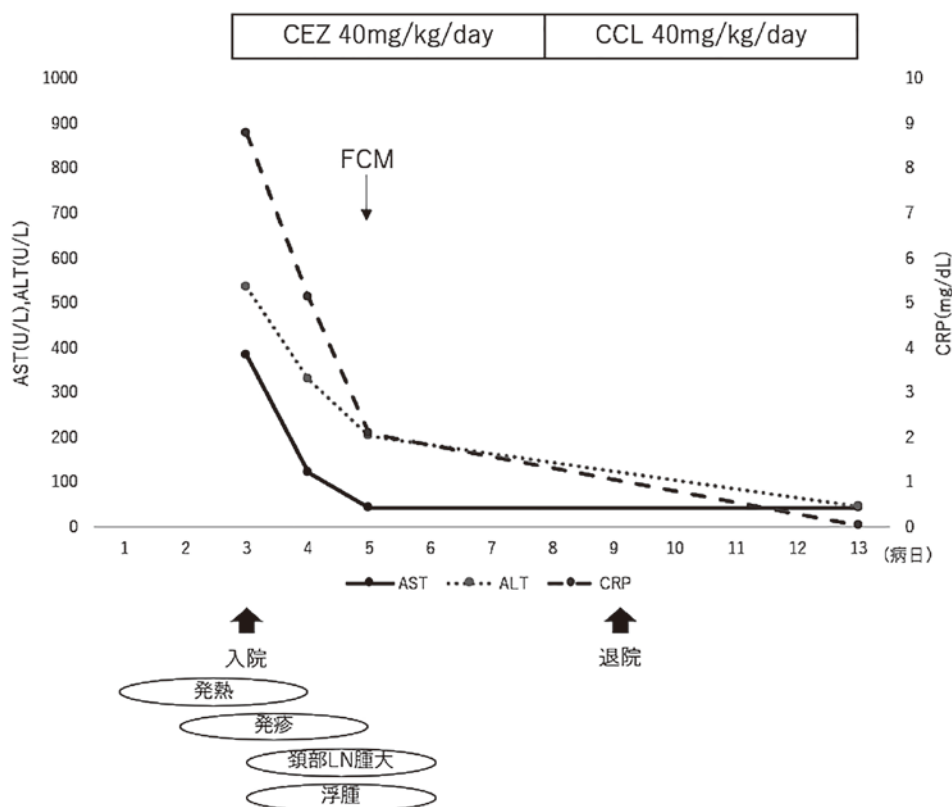 CEZ 40mg/kg/day CCL 40mg/kg/day
1000 10
900 9
800 8
700 7
600 6
500 5
400 4
300 3
200 2
100 1
0 0
AST(U/L),ALT(U/L)
CRP(mg/dL)
FCM
1 2 3 4 5 6 7 8 9 10 11 12 13 (病日)
AST ALT CRP
入院 退院
発熱
発疹
頚部LN腫大
浮腫